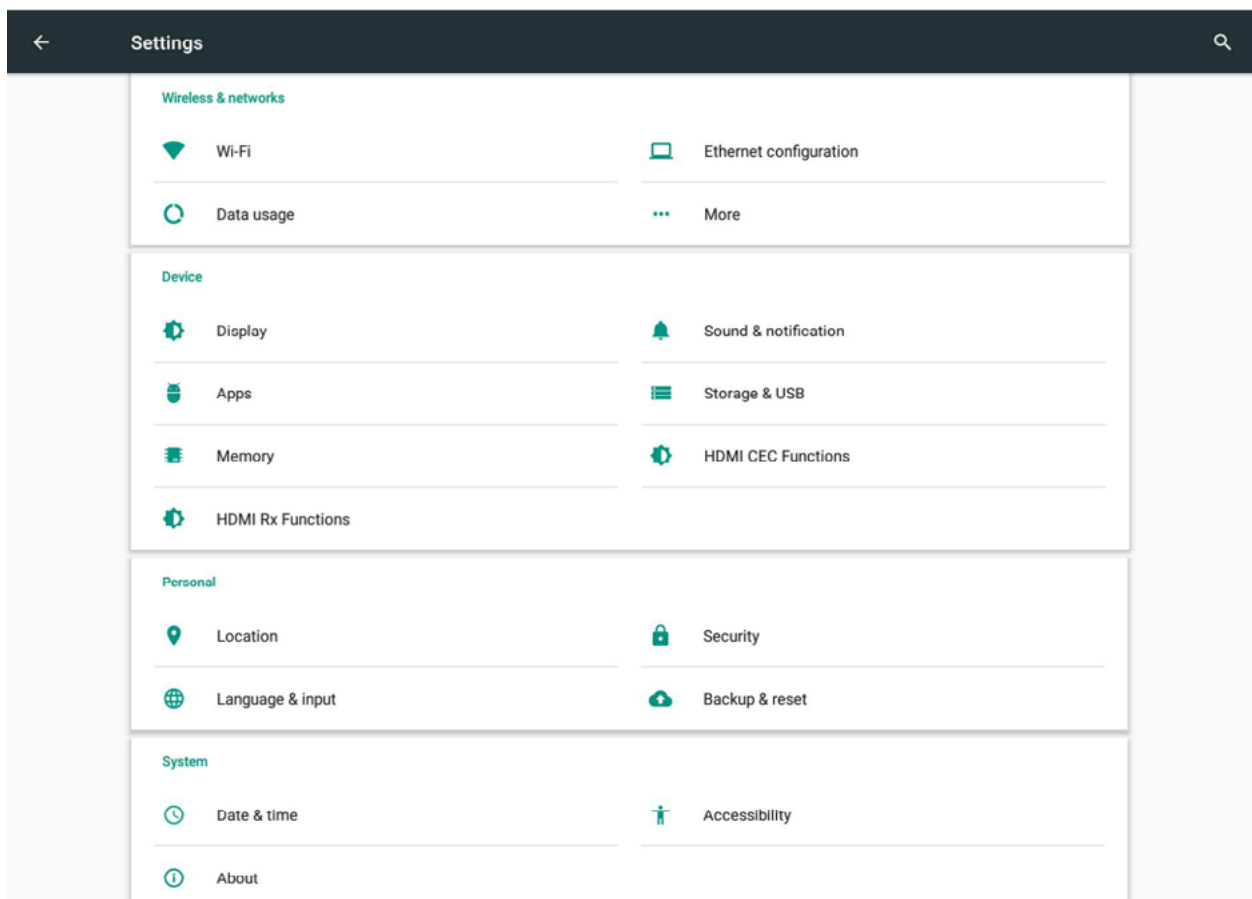 Settings
Wireless & networks
Wi-Fi
Ethernet configuration
Data usage
More
Device
Display
Sound & notification
Apps
Storage & USB
Memory
HDMI CEC Functions
HDMI Rx Functions
Personal
Location
Security
Language & input
Backup & reset
System
Date & time
Accessibility
About